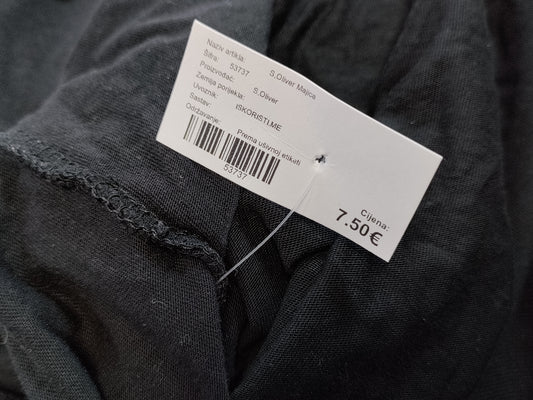 Naziv artikla: S.Oliver Majica
Šifra: 53737
Proizvođač: S.Oliver
Zemlja porijekla:
Uvoznik: ISKORISTI.ME
Sastav:
Održavanje: Prema ušivnoj etiketi
53737
Cijena:
7.50€